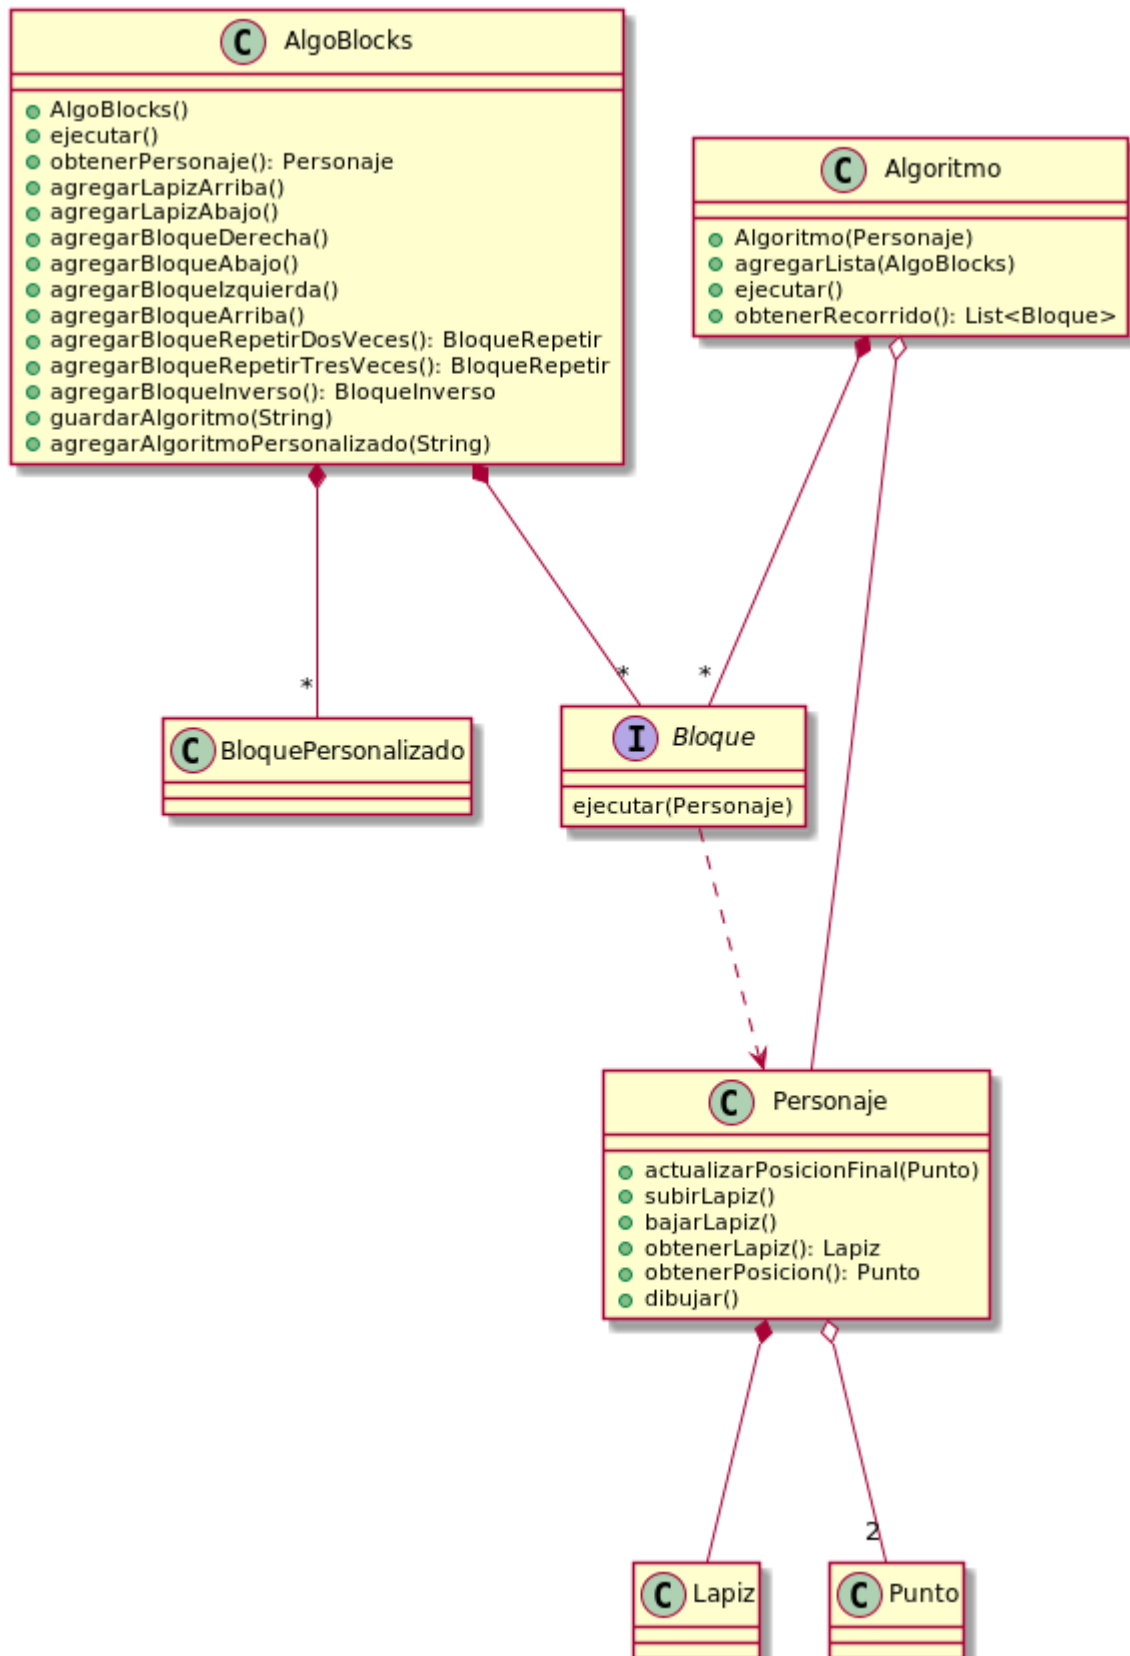 C AlgoBlocks
AlgoBlocks()
ejecutar()
obtenerPersonaje(): Personaje
agregarLapizArriba()
agregarLapizAbajo()
agregarBloqueDerecha()
agregarBloqueAbajo()
agregarBloqueIzquierda()
agregarBloqueArriba()
agregarBloqueRepetirDosVeces(): BloqueRepetir
agregarBloqueRepetirTresVeces(): BloqueRepetir
agregarBloqueInverso(): BloqueInverso
guardarAlgoritmo(String)
agregarAlgoritmoPersonalizado(String)
C Algoritmo
Algoritmo(Personaje)
agregarLista(AlgoBlocks)
ejecutar()
obtenerRecorrido(): List<Bloque>
*
*
*
C BloquePersonalizado
I Bloque
ejecutar(Personaje)
C Personaje
actualizarPosicionFinal(Punto)
subirLapiz()
bajarLapiz()
obtenerLapiz(): Lapiz
obtenerPosicion(): Punto
dibujar()
2
C Lapiz
C Punto